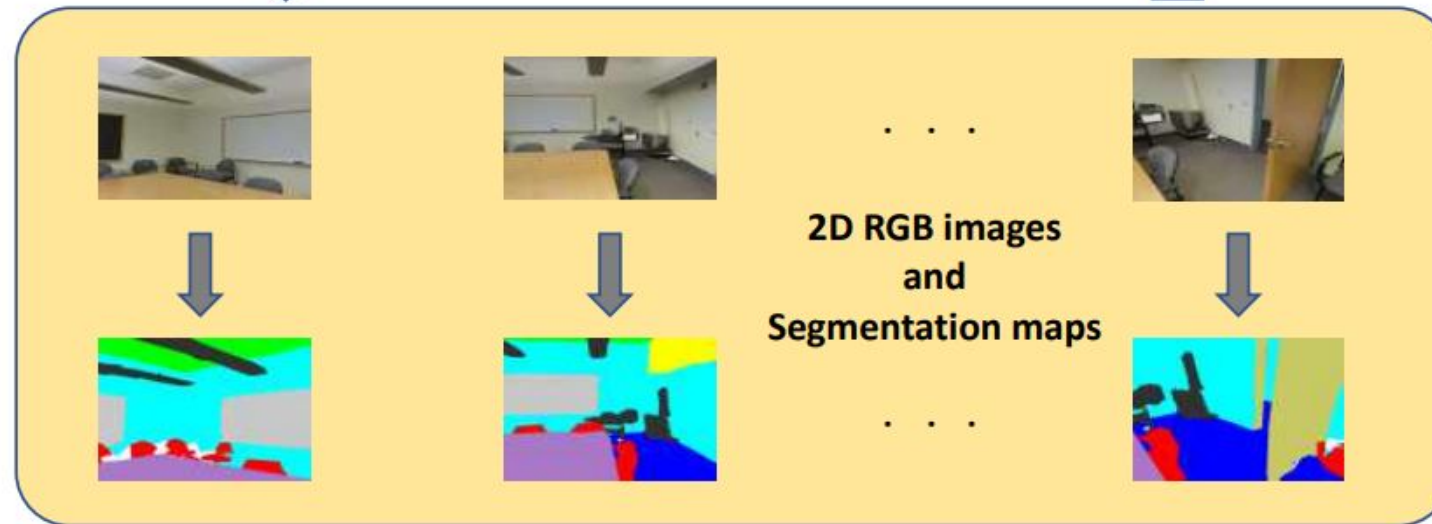 . . .
2D RGB images
and
Segmentation maps
. . .